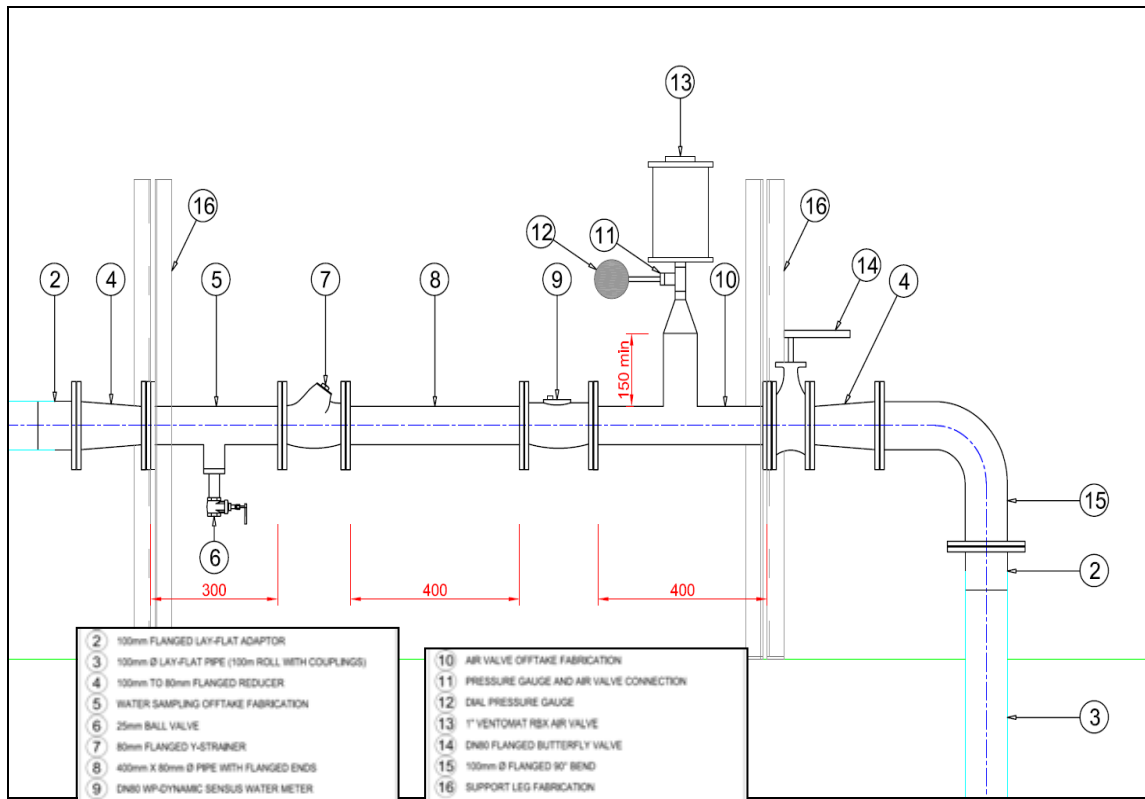 13
16
12
11
16
14
2
4
5
7
8
9
10
4
150 min
15
6
2
300
400
400
3
2 100mm FLANGED LAY-FLAT ADAPTOR
3 100mm Ø LAY-FLAT PIPE (100m ROLL WITH COUPLINGS)
4 100mm TO 80mm FLANGED REDUCER
5 WATER SAMPLING OFFTAKE FABRICATION
6 25mm BALL VALVE
7 80mm FLANGED Y-STRAINER
8 400mm X 80mm Ø PIPE WITH FLANGED ENDS
9 DN80 WP-DYNAMIC SENSUS WATER METER
10 AIR VALVE OFFTAKE FABRICATION
11 PRESSURE GAUGE AND AIR VALVE CONNECTION
12 DIAL PRESSURE GAUGE
13 1" VENTOMAT RBX AIR VALVE
14 DN80 FLANGED BUTTERFLY VALVE
15 100mm Ø FLANGED 90° BEND
16 SUPPORT LEG FABRICATION